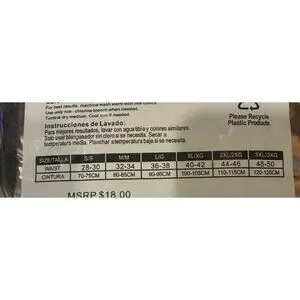 For best results, machine wash warm with like colors.
Use only non - chlorine bleach when needed.
Tumble dry medium. Cool iron if needed.
Instrucciones de Lavado:
Para mejores resultados, lavar con agua tibia y colores similares.
Solo usar blanqueador sin cloro si se necesita. Secar a
temperatura media. Planchar a temperatura baja si se necesita.
Please Recycle
Plastic Products
SIZE/TALLA S/S M/M L/G XL/XG 2XL/2XG 3XL/3XG
WAIST 28-30 32-34 36-38 40-42 44-46 48-50
CINTURA 70-75CM 80-85CM 90-95CM 100-105CM 110-115CM 120-125CM
MSRP $18.00